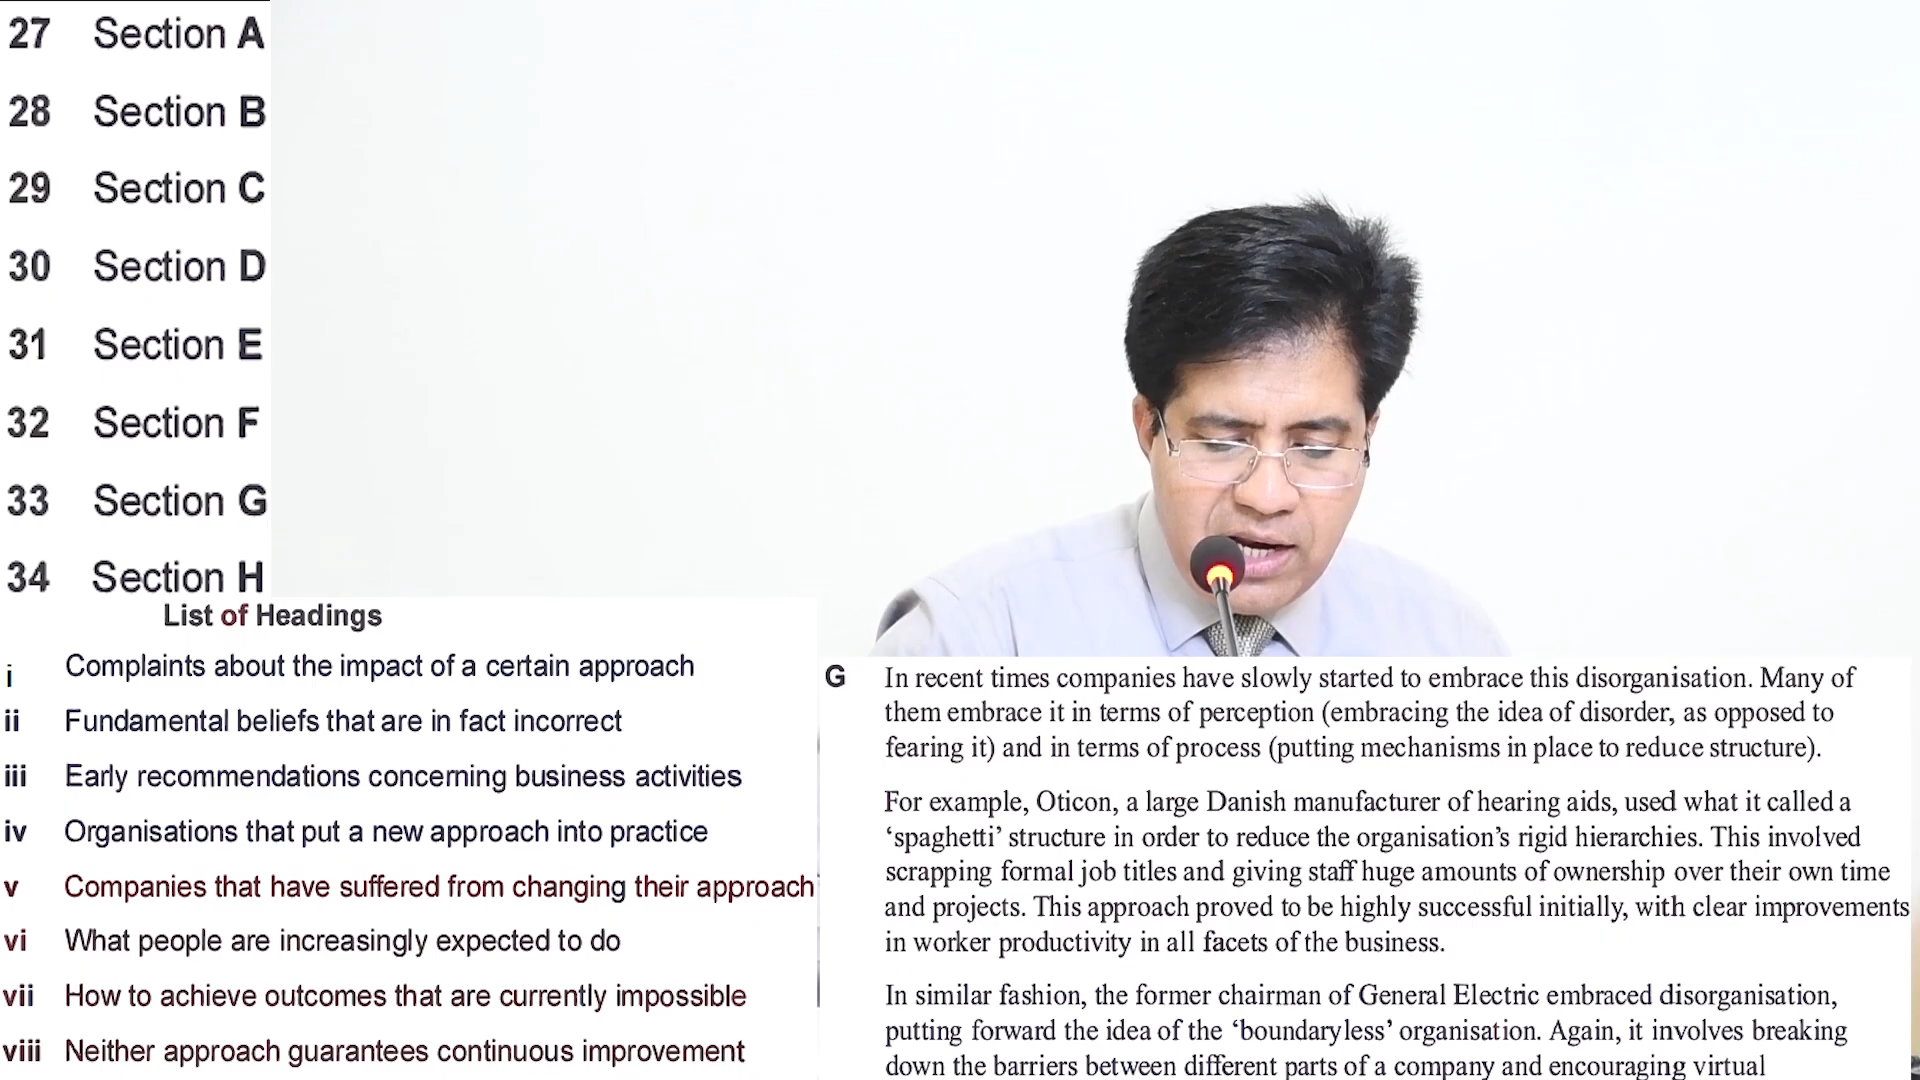 27 Section A
28 Section B
29 Section C
30 Section D
31 Section E
32 Section F
33 Section G
34 Section H
List of Headings
i Complaints about the impact of a certain approach
ii Fundamental beliefs that are in fact incorrect
iii Early recommendations concerning business activities
iv Organisations that put a new approach into practice
v Companies that have suffered from changing their approach
vi What people are increasingly expected to do
vii How to achieve outcomes that are currently impossible
viii Neither approach guarantees continuous improvement
G In recent times companies have slowly started to embrace this disorganisation. Many of
them embrace it in terms of perception (embracing the idea of disorder, as opposed to
fearing it) and in terms of process (putting mechanisms in place to reduce structure).
For example, Oticon, a large Danish manufacturer of hearing aids, used what it called a
‘spaghetti’ structure in order to reduce the organisation’s rigid hierarchies. This involved
scrapping formal job titles and giving staff huge amounts of ownership over their own time
and projects. This approach proved to be highly successful initially, with clear improvements
in worker productivity in all facets of the business.
In similar fashion, the former chairman of General Electric embraced disorganisation,
putting forward the idea of the ‘boundaryless’ organisation. Again, it involves breaking
down the barriers between different parts of a company and encouraging virtual